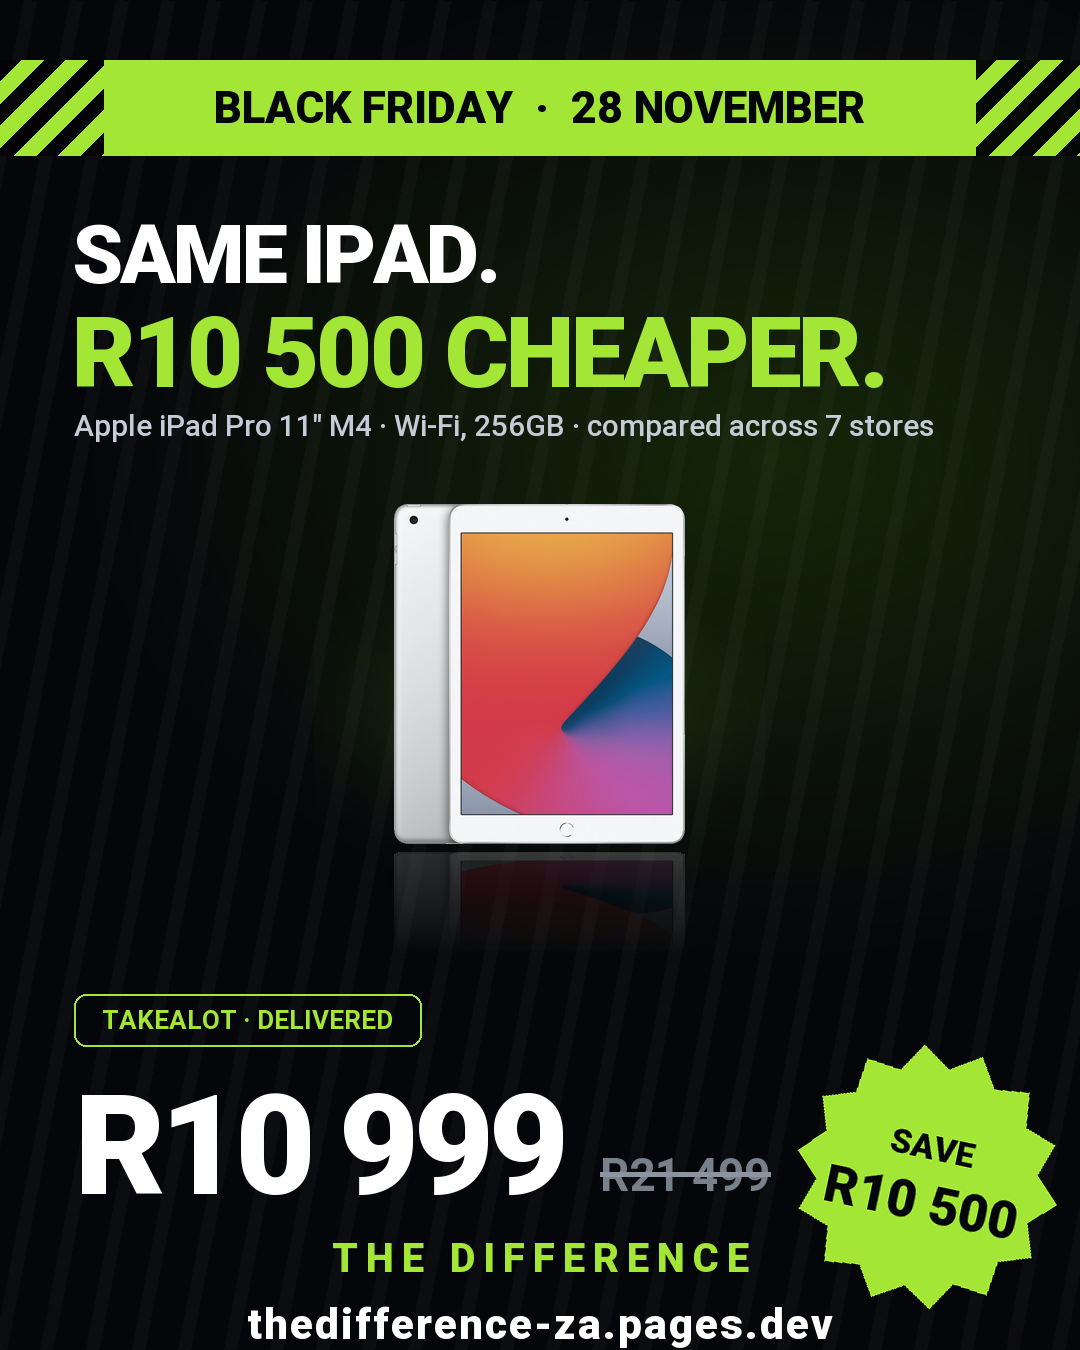 BLACK FRIDAY · 28 NOVEMBER
SAME IPAD.
R10 500 CHEAPER.
Apple iPad Pro 11" M4 · Wi-Fi, 256GB · compared across 7 stores
TAKEALOT · DELIVERED
R10 999 R21 499
SAVE
R10 500
THE DIFFERENCE
thedifference-za.pages.dev